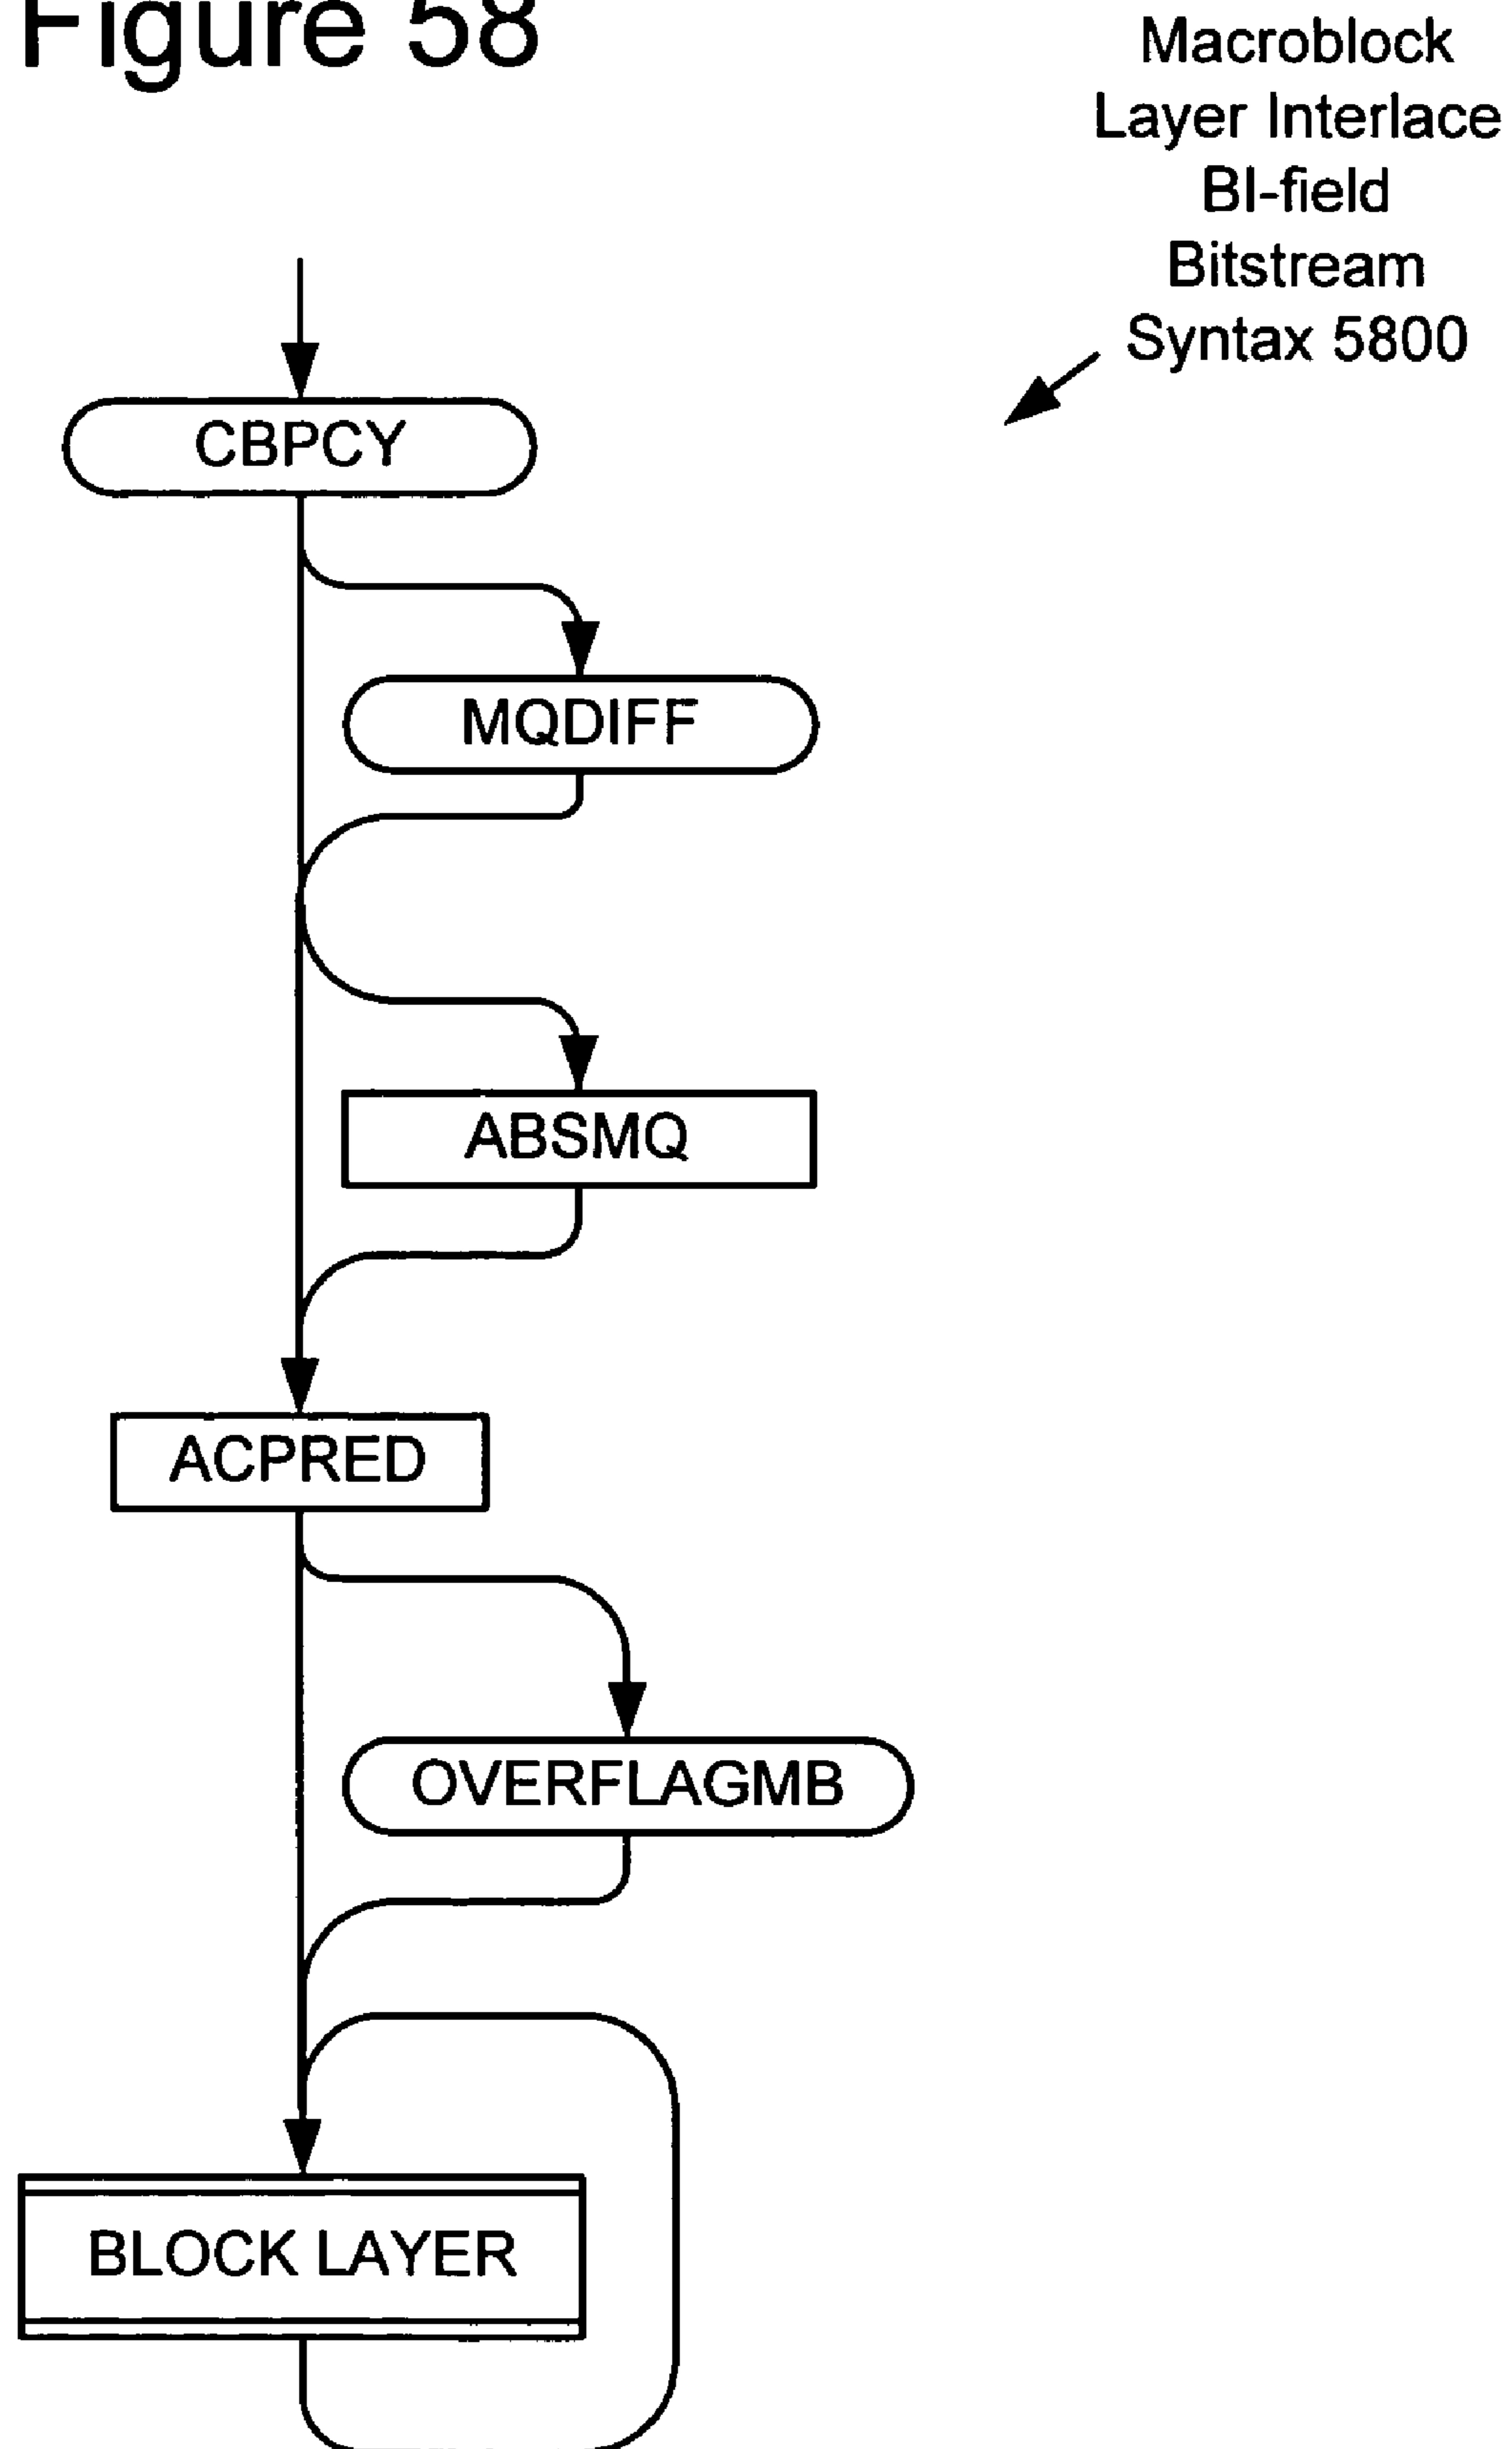 Figure 58
Macroblock
Layer Interlace
BI-field
Bitstream
Syntax 5800
CBPCY
MQDIFF
ABSMQ
ACPRED
OVERFLAGMB
BLOCK LAYER